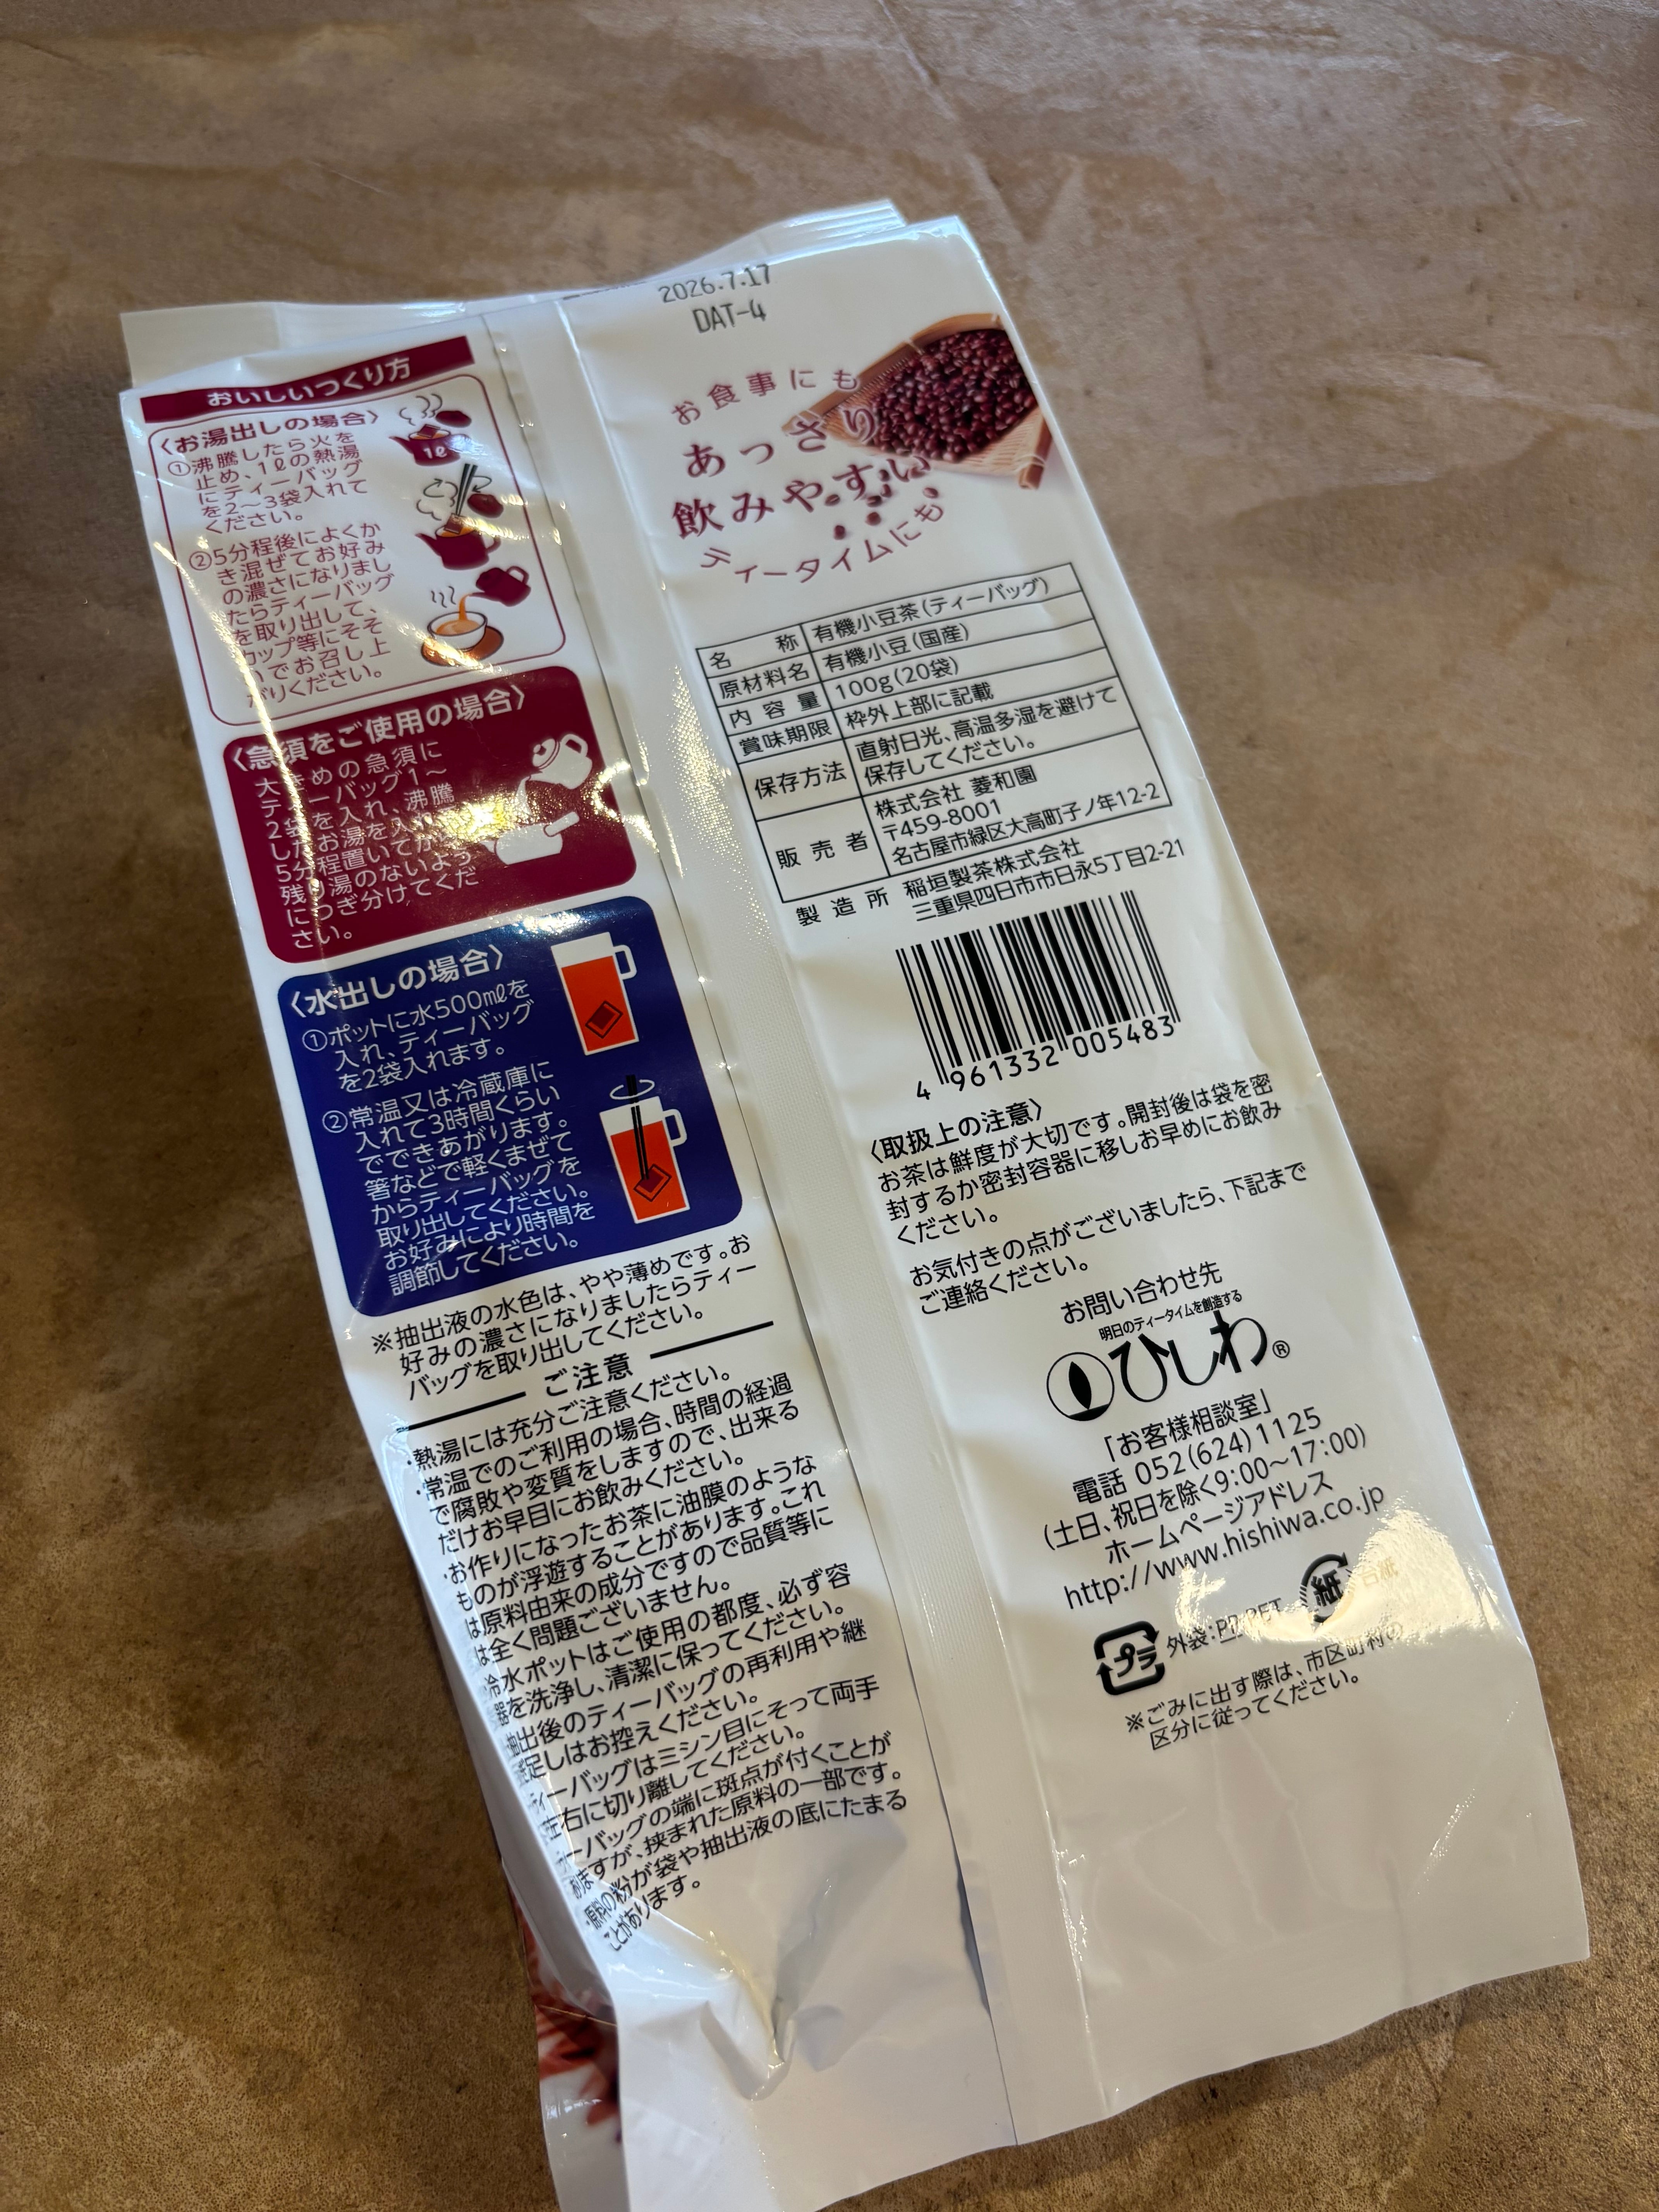 2026.7.17
DAT-4
おいしいつくり方
〈お湯出しの場合〉
①沸騰したら火を
止め、1ℓの熱湯
にティーバッグ
を2〜3袋入れて
ください。
②5分程後によくか
き混ぜてお好み
の濃さになりまし
たらティーバッグ
を取り出して、
カップ等にそそ
いでお召し上
がりください。
1ℓ
〈急須をご使用の場合〉
大きめの急須に
ティーバッグ1〜
2袋を入れ、沸騰
したお湯を入れ
5分程置いてから
残り湯のないよう
につぎ分けてくだ
さい。
〈水出しの場合〉
①ポットに水500㎖を
入れ、ティーバッグ
を2袋入れます。
②常温又は冷蔵庫に
入れて3時間くらい
でできあがります。
箸などで軽くまぜて
からティーバッグを
取り出してください。
お好みにより時間を
調節してください。
※抽出液の水色は、やや薄めです。お
好みの濃さになりましたらティー
バッグを取り出してください。
ご注意
・熱湯には充分ご注意ください。
・常温でのご利用の場合、時間の経過
で腐敗や変質をしますので、出来る
だけお早目にお飲みください。
・お作りになったお茶に油膜のような
ものが浮遊することがあります。これ
は原料由来の成分ですので品質等に
は全く問題ございません。
冷水ポットはご使用の都度、必ず容
器を洗浄し、清潔に保ってください。
抽出後のティーバッグの再利用や継
足しはお控えください。
ティーバッグはミシン目にそって両手
左右に切り離してください。
ーバッグの端に斑点が付くことが
ありますが、挟まれた原料の一部です。
・原料の粉が袋や抽出液の底にたまる
ことがあります。
お食事にも
あっさり
飲みやすい
ティータイムにも
名称 有機小豆茶(ティーバッグ)
原材料名 有機小豆(国産)
内容量 100g(20袋)
賞味期限 枠外上部に記載
保存方法 直射日光、高温多湿を避けて
保存してください。
販売者 株式会社 菱和園
〒459-8001
名古屋市緑区大高町子ノ年12-2
製造所 稲垣製茶株式会社
三重県四日市市日永5丁目2-21
4 961332 005483
〈取扱上の注意〉
お茶は鮮度が大切です。開封後は袋を密
封するか密封容器に移しお早めにお飲み
ください。
お気付きの点がございましたら、下記まで
ご連絡ください。
お問い合わせ先
明日のティータイムを創造する
ひしわ®
「お客様相談室」
電話 052(624)1125
(土日、祝日を除く9:00〜17:00)
ホームページアドレス
http://www.hishiwa.co.jp
プラ 外袋:PP,PET 紙 台紙
※ごみに出す際は、市区町村の
区分に従ってください。